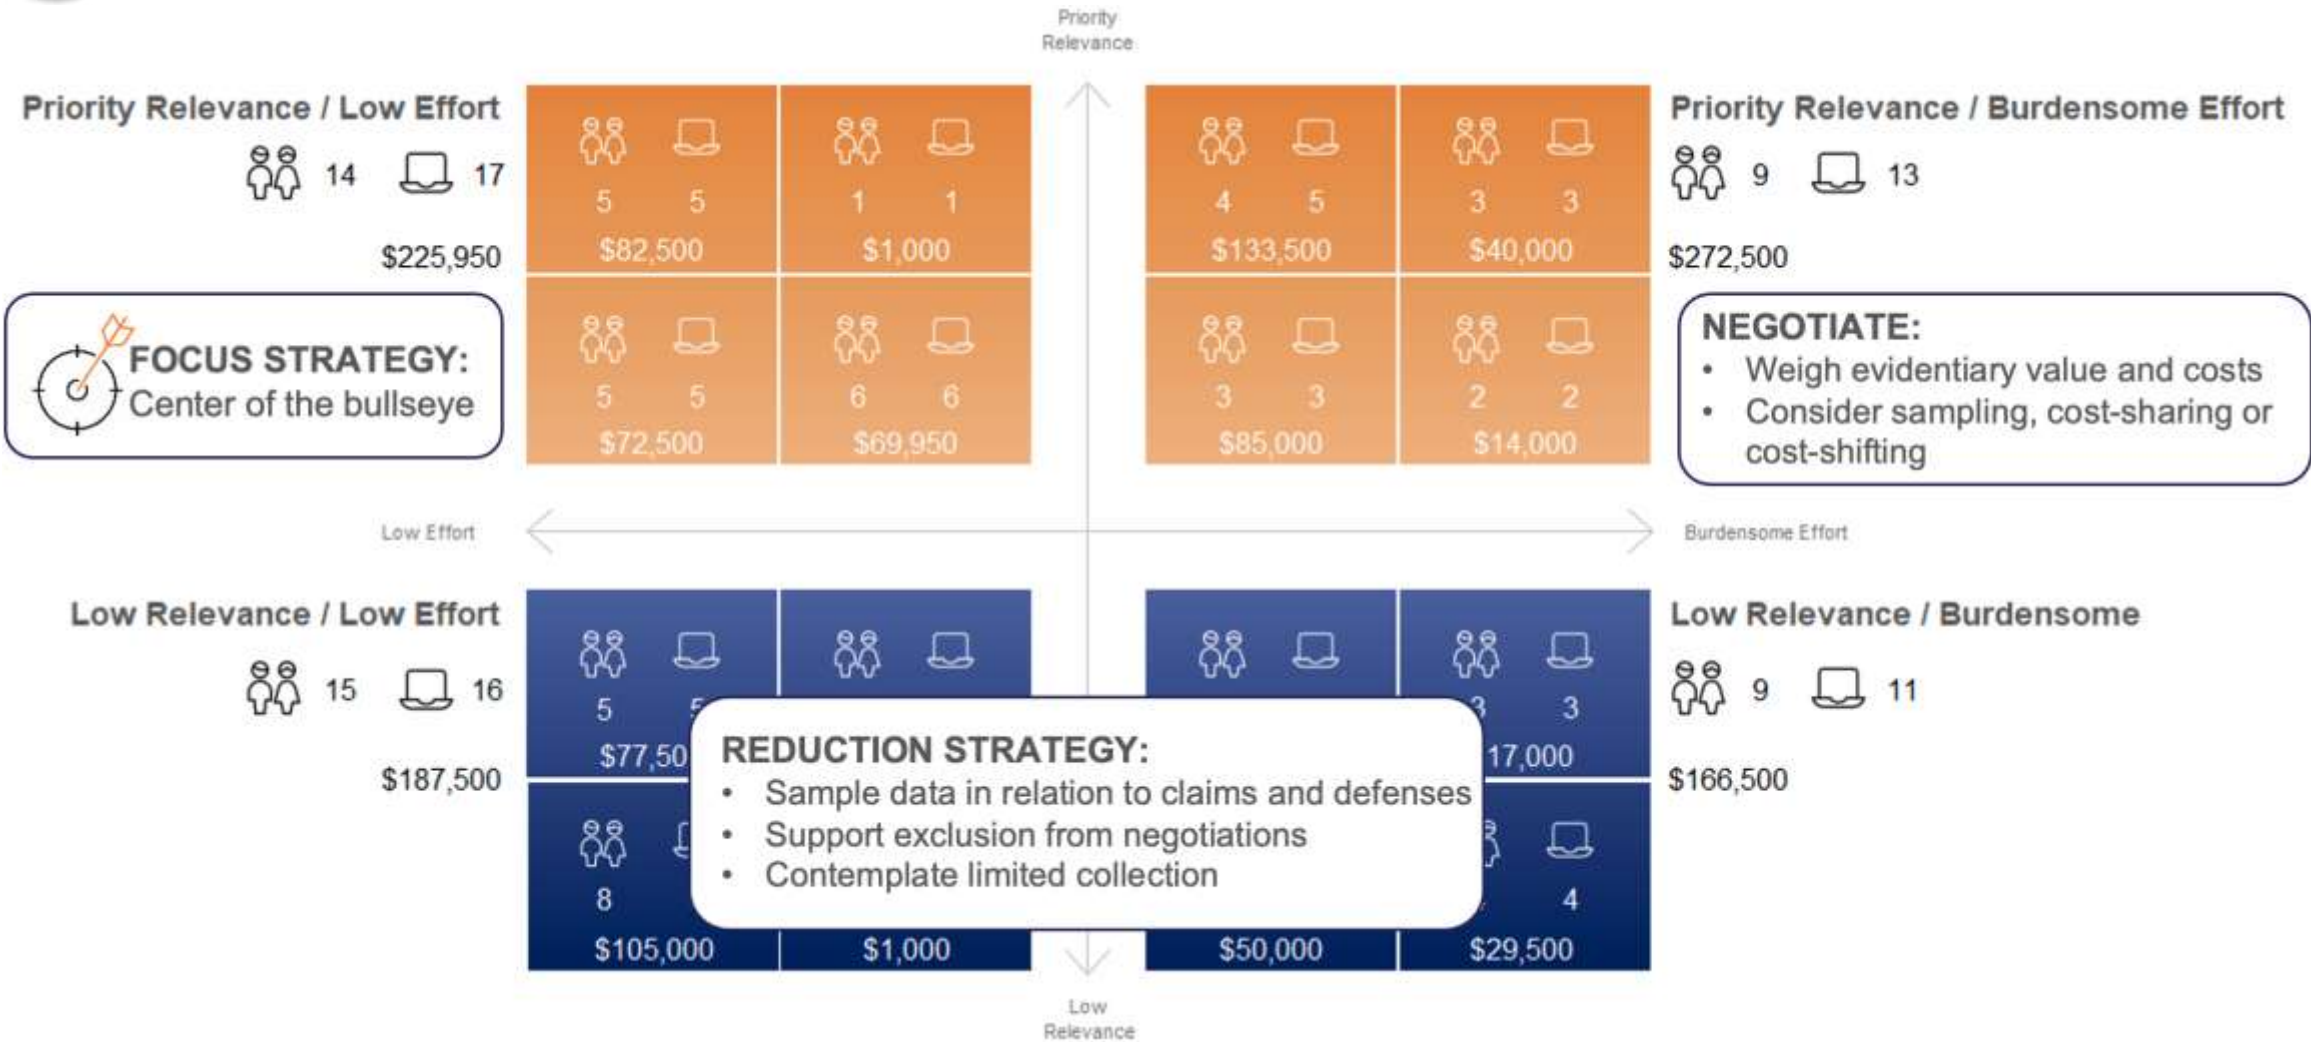 Priority
Relevance
Priority Relevance / Low Effort
14 17
$225,950
FOCUS STRATEGY:
Center of the bullseye
5 5
$82,500
1 1
$1,000
5 5
$72,500
6 6
$69,950
4 5
$133,500
3 3
$40,000
3 3
$85,000
2 2
$14,000
Priority Relevance / Burdensome Effort
9 13
$272,500
NEGOTIATE:
• Weigh evidentiary value and costs
• Consider sampling, cost-sharing or
cost-shifting
Low Effort
Burdensome Effort
Low Relevance / Low Effort
15 16
$187,500
5 5
$77,50
8
$105,000
$1,000
REDUCTION STRATEGY:
• Sample data in relation to claims and defenses
• Support exclusion from negotiations
• Contemplate limited collection
$50,000
3 3
17,000
4
$29,500
Low Relevance / Burdensome
9 11
$166,500
Low
Relevance